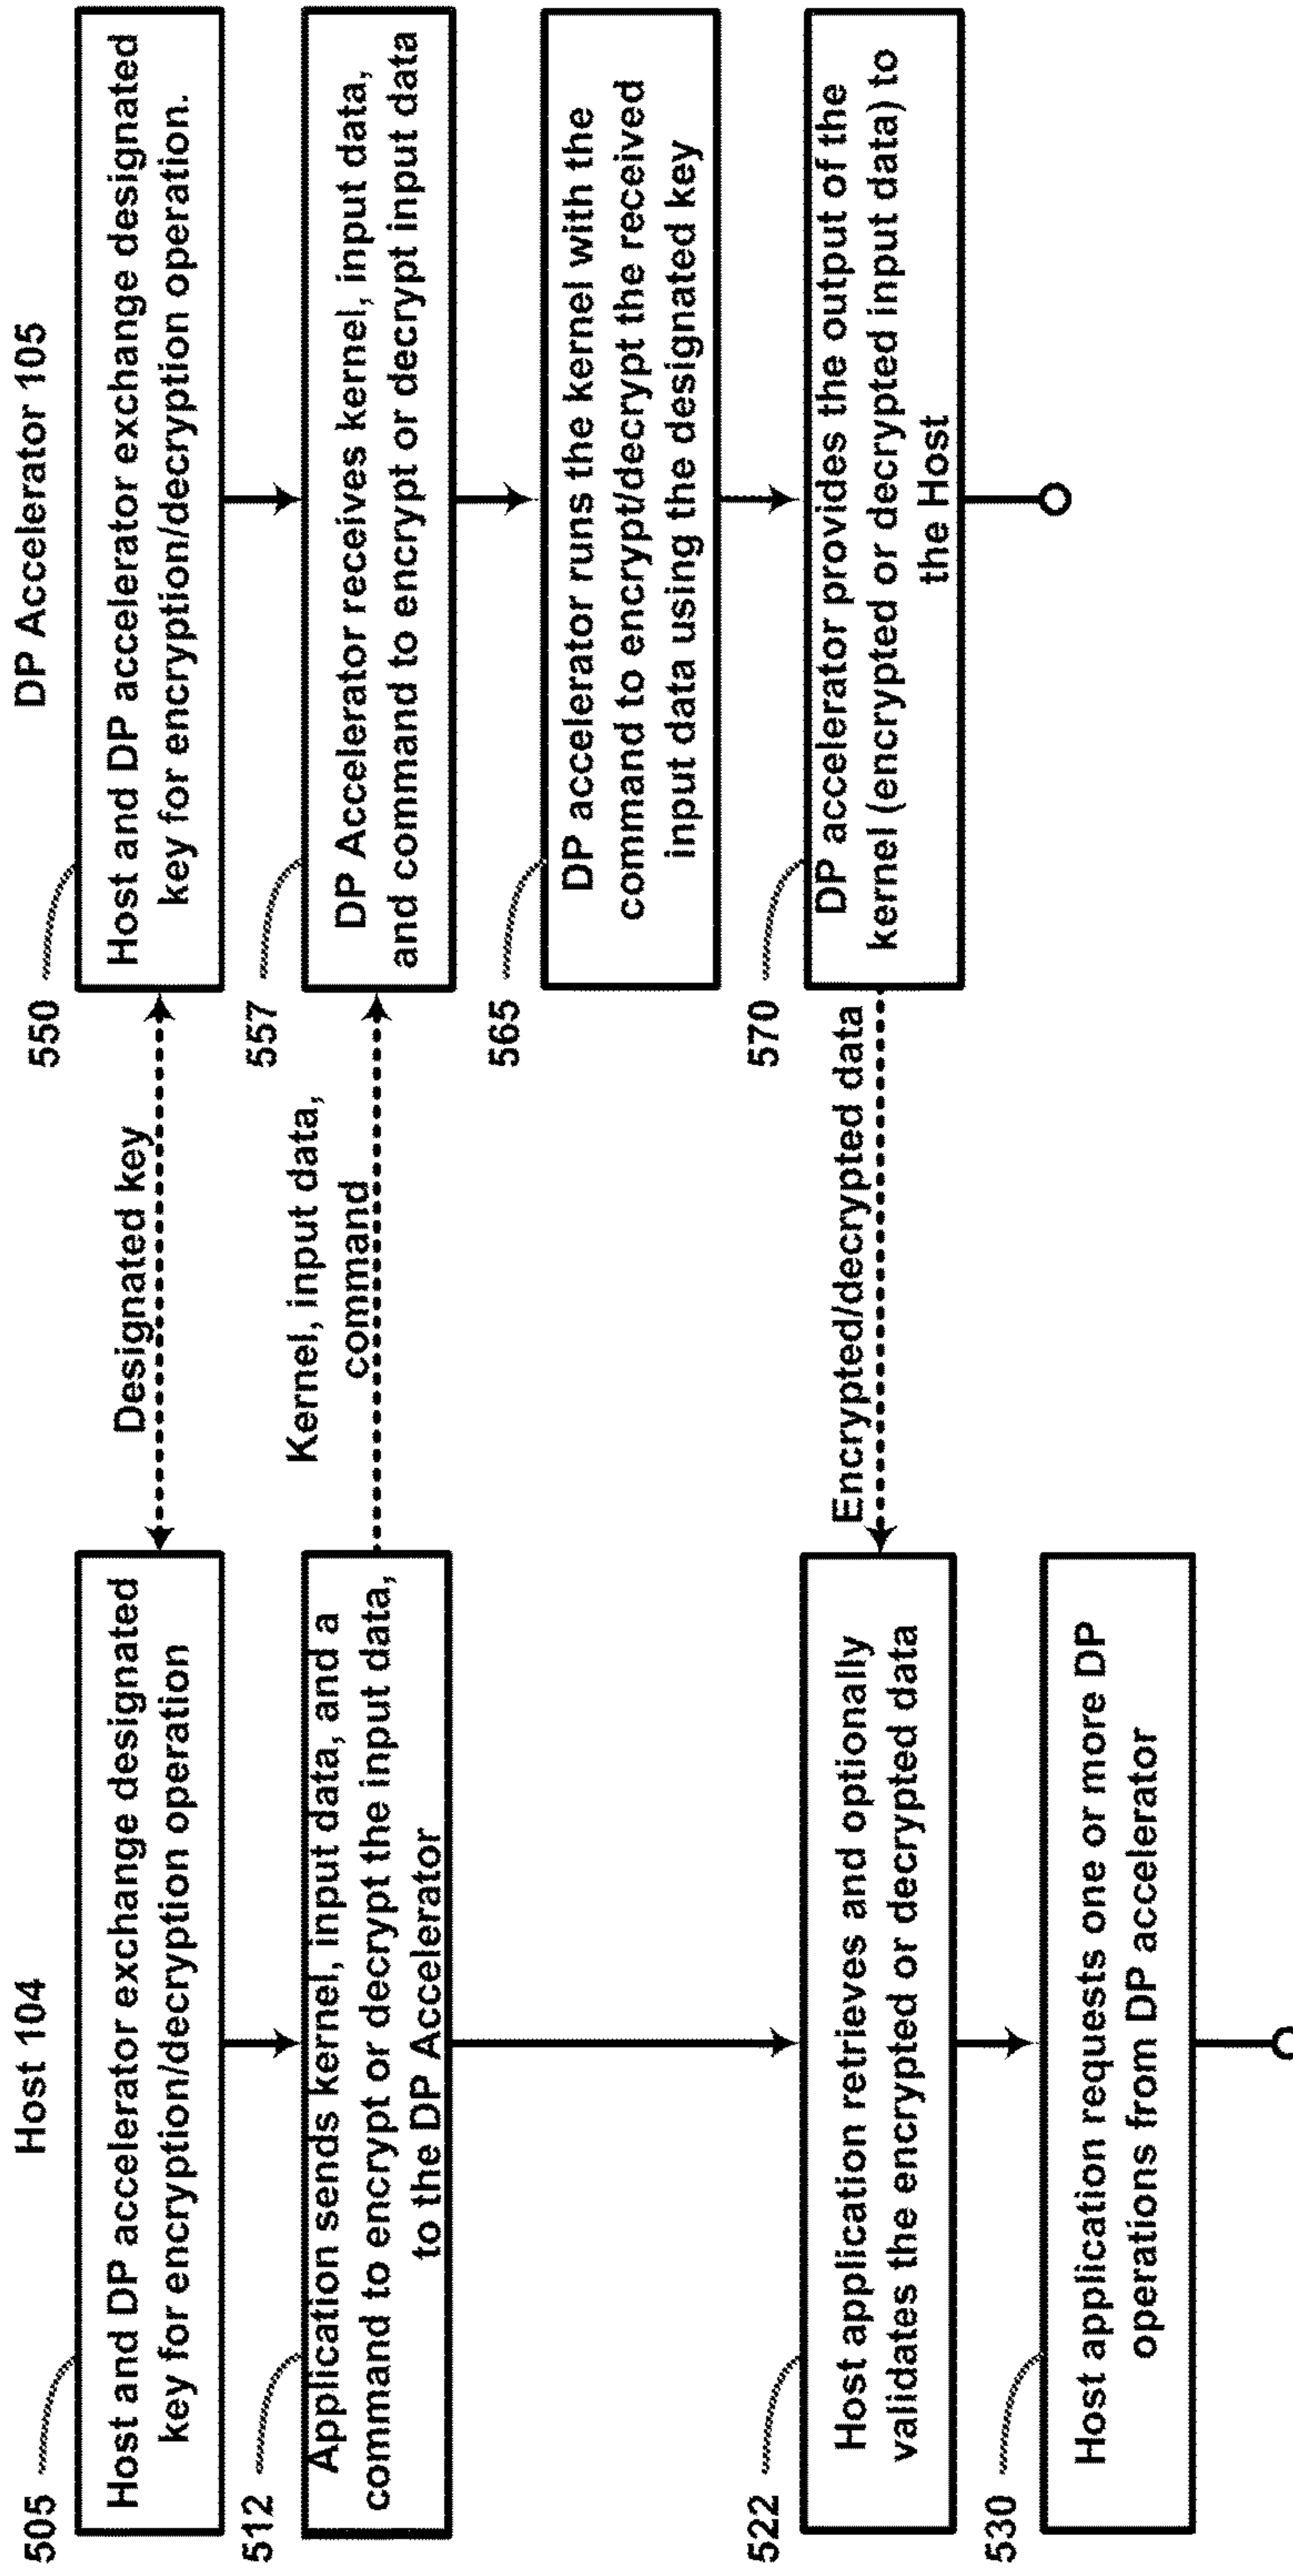 Host 104
505
Host and DP accelerator exchange designated
key for encryption/decryption operation
512
Application sends kernel, input data, and a
command to encrypt or decrypt the input data,
to the DP Accelerator
522
Host application retrieves and optionally
validates the encrypted or decrypted data
530
Host application requests one or more DP
operations from DP accelerator
Designated key
Kernel, input data,
command
Encrypted/decrypted data
DP Accelerator 105
550
Host and DP accelerator exchange designated
key for encryption/decryption operation.
557
DP Accelerator receives kernel, input data,
and command to encrypt or decrypt input data
565
DP accelerator runs the kernel with the
command to encrypt/decrypt the received
input data using the designated key
570
DP accelerator provides the output of the
kernel (encrypted or decrypted input data) to
the Host